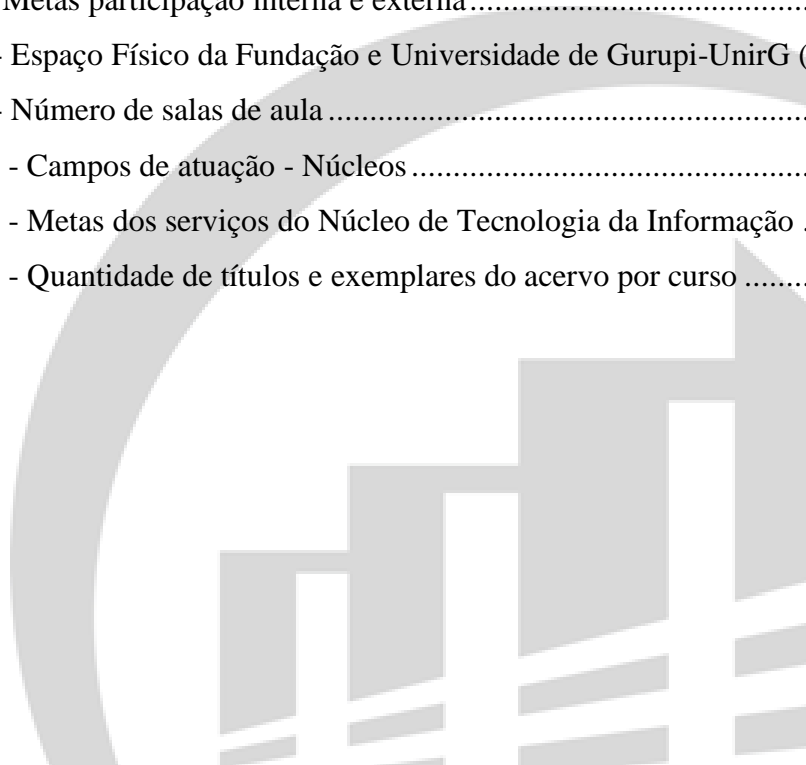 Metas participação interna e externa....................................
- Espaço Físico da Fundação e Universidade de Gurupi-UnirG (
- Número de salas de aula..........................................................
- Campos de atuação - Núcleos................................................
- Metas dos serviços do Núcleo de Tecnologia da Informação .
- Quantidade de títulos e exemplares do acervo por curso ........